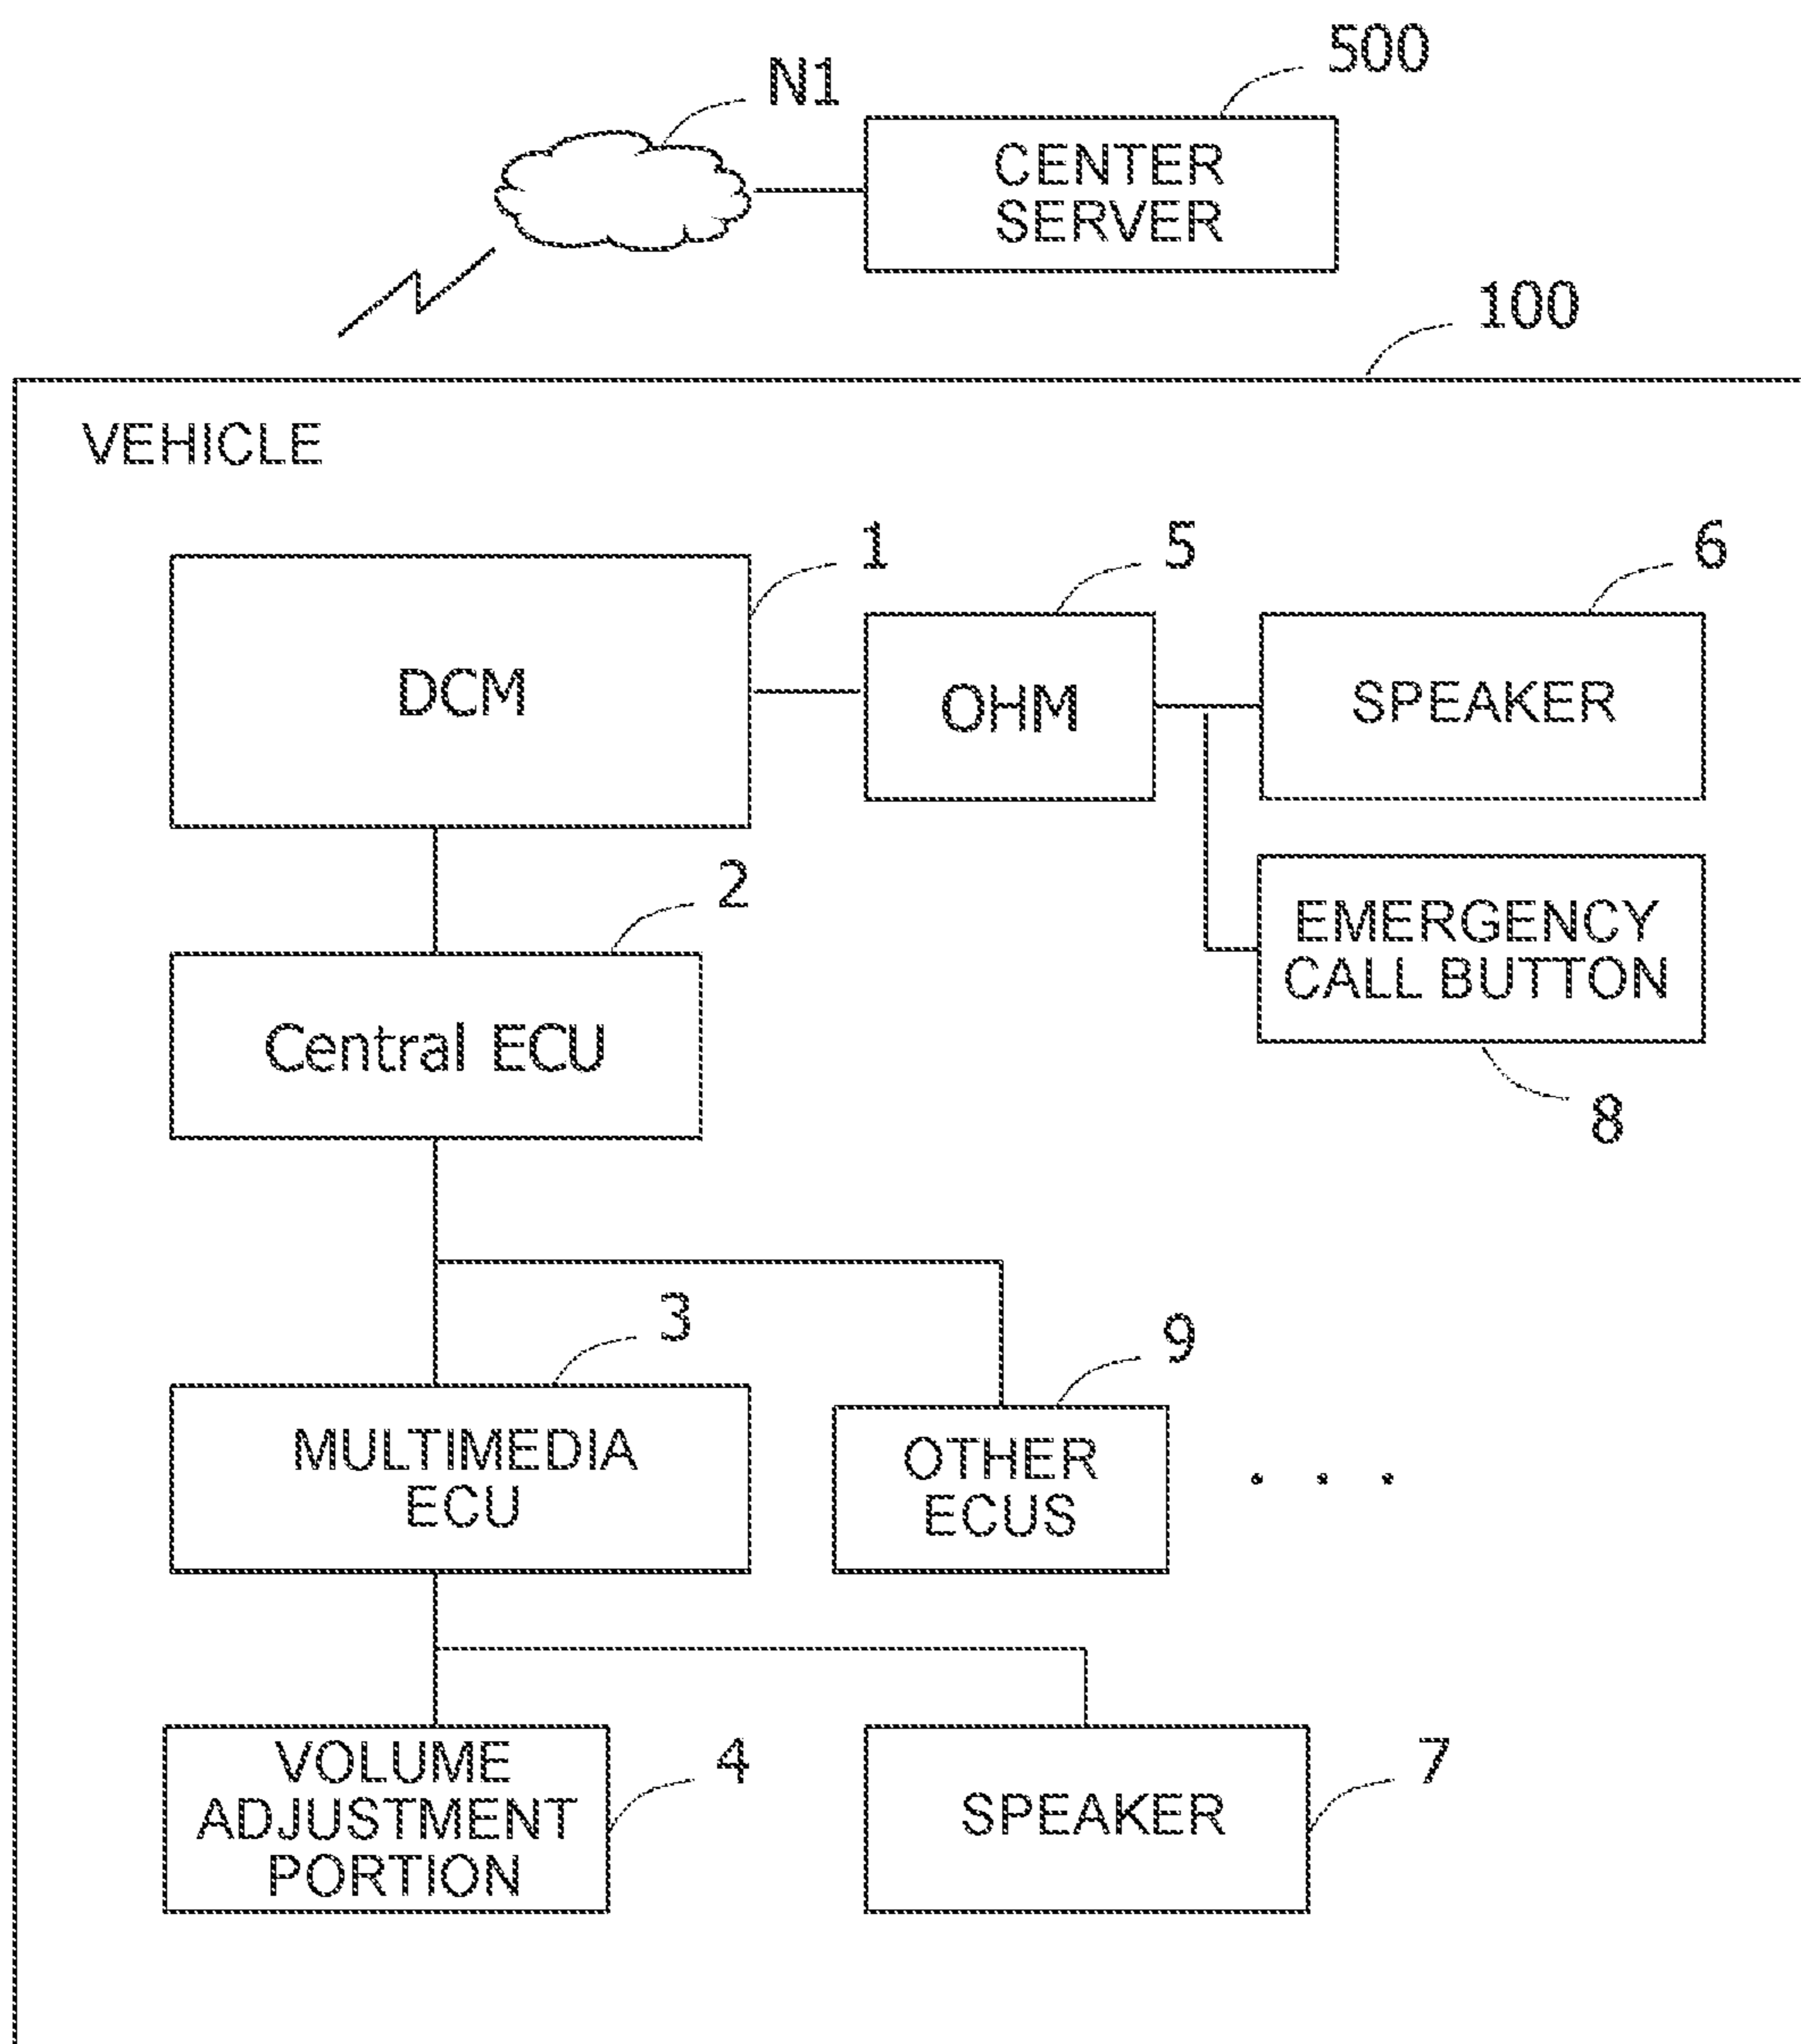 500
N1
CENTER
SERVER
100
VEHICLE
1
5
6
DCM
OHM
SPEAKER
2
EMERGENCY
CALL BUTTON
Central ECU
8
3
9
MULTIMEDIA
ECU
OTHER
ECUS
. . .
4
7
VOLUME
ADJUSTMENT
PORTION
SPEAKER